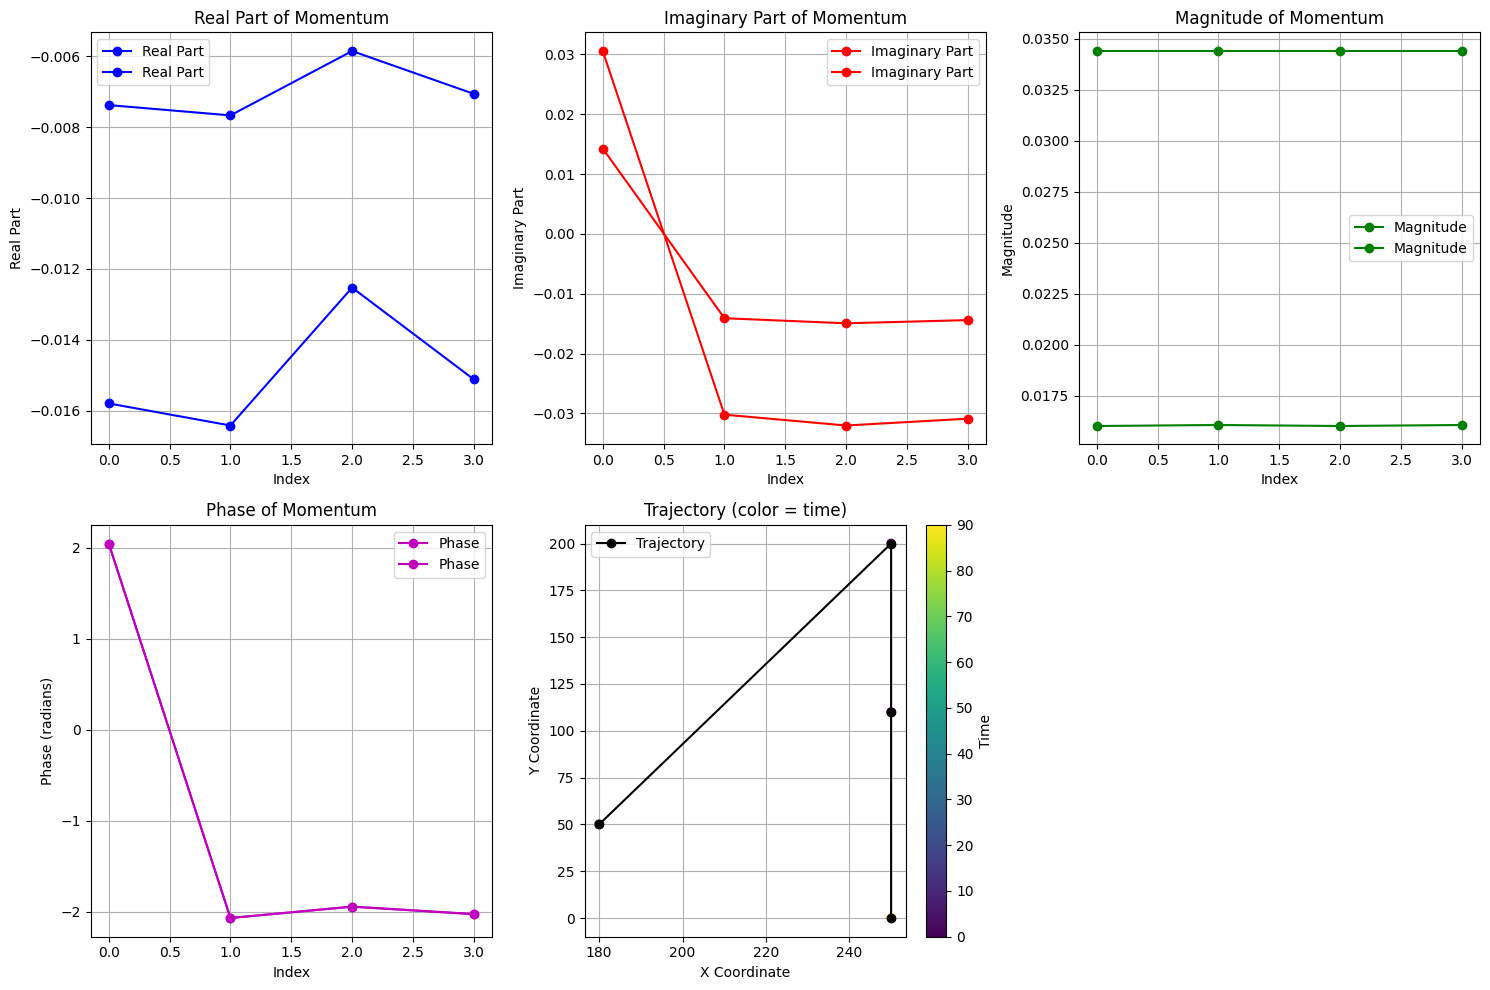 Real Part of Momentum
Real Part
Real Part
−0.006
−0.008
−0.010
−0.012
−0.014
−0.016
Real Part
0.0 0.5 1.0 1.5 2.0 2.5 3.0
Index
Imaginary Part of Momentum
Imaginary Part
Imaginary Part
0.03
0.02
0.01
0.00
−0.01
−0.02
−0.03
Imaginary Part
0.0 0.5 1.0 1.5 2.0 2.5 3.0
Index
Magnitude of Momentum
Magnitude
Magnitude
0.0350
0.0325
0.0300
0.0275
0.0250
0.0225
0.0200
0.0175
Magnitude
0.0 0.5 1.0 1.5 2.0 2.5 3.0
Index
Phase of Momentum
Phase
Phase
2
1
0
−1
−2
Phase (radians)
0.0 0.5 1.0 1.5 2.0 2.5 3.0
Index
Trajectory (color = time)
Trajectory
200
175
150
125
100
75
50
25
0
Y Coordinate
180 200 220 240
X Coordinate
90
80
70
60
50
40
30
20
10
0
Time